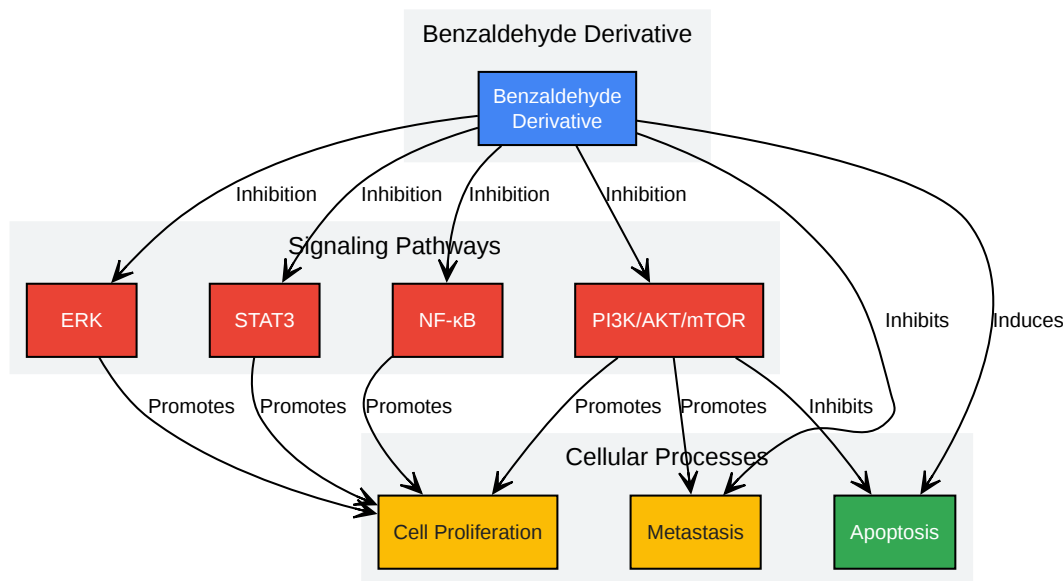 Benzaldehyde Derivative
Benzaldehyde
Derivative
Inhibition
Inhibition
Inhibition
Inhibition
Signaling Pathways
ERK
STAT3
NF-κB
PI3K/AKT/mTOR
Inhibits
Induces
Promotes
Promotes
Promotes
Promotes
Promotes
Inhibits
Cellular Processes
Cell Proliferation
Metastasis
Apoptosis